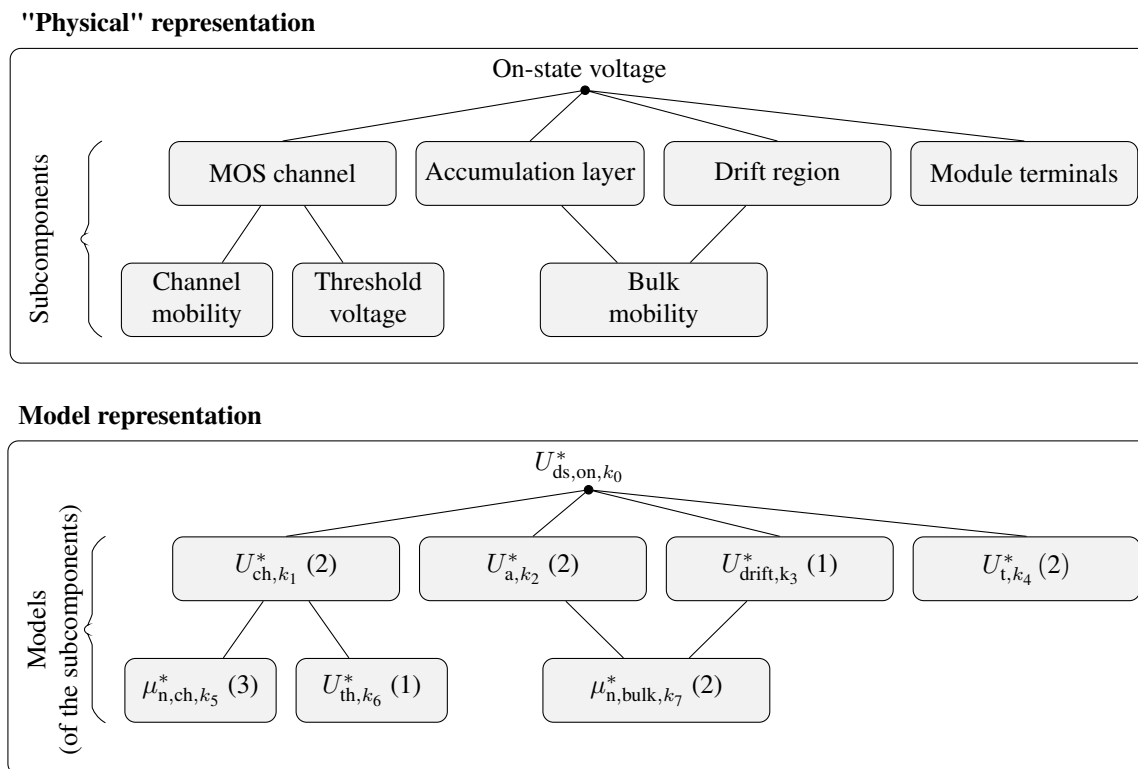 "Physical" representation
On-state voltage
Subcomponents
MOS channel
Accumulation layer
Drift region
Module terminals
Channel
mobility
Threshold
voltage
Bulk
mobility
Model representation
U*ds,on,k0
Models
(of the subcomponents)
U*ch,k1 (2)
U*a,k2 (2)
U*drift,k3 (1)
U*t,k4 (2)
μ*n,ch,k5 (3)
U*th,k6 (1)
μ*n,bulk,k7 (2)